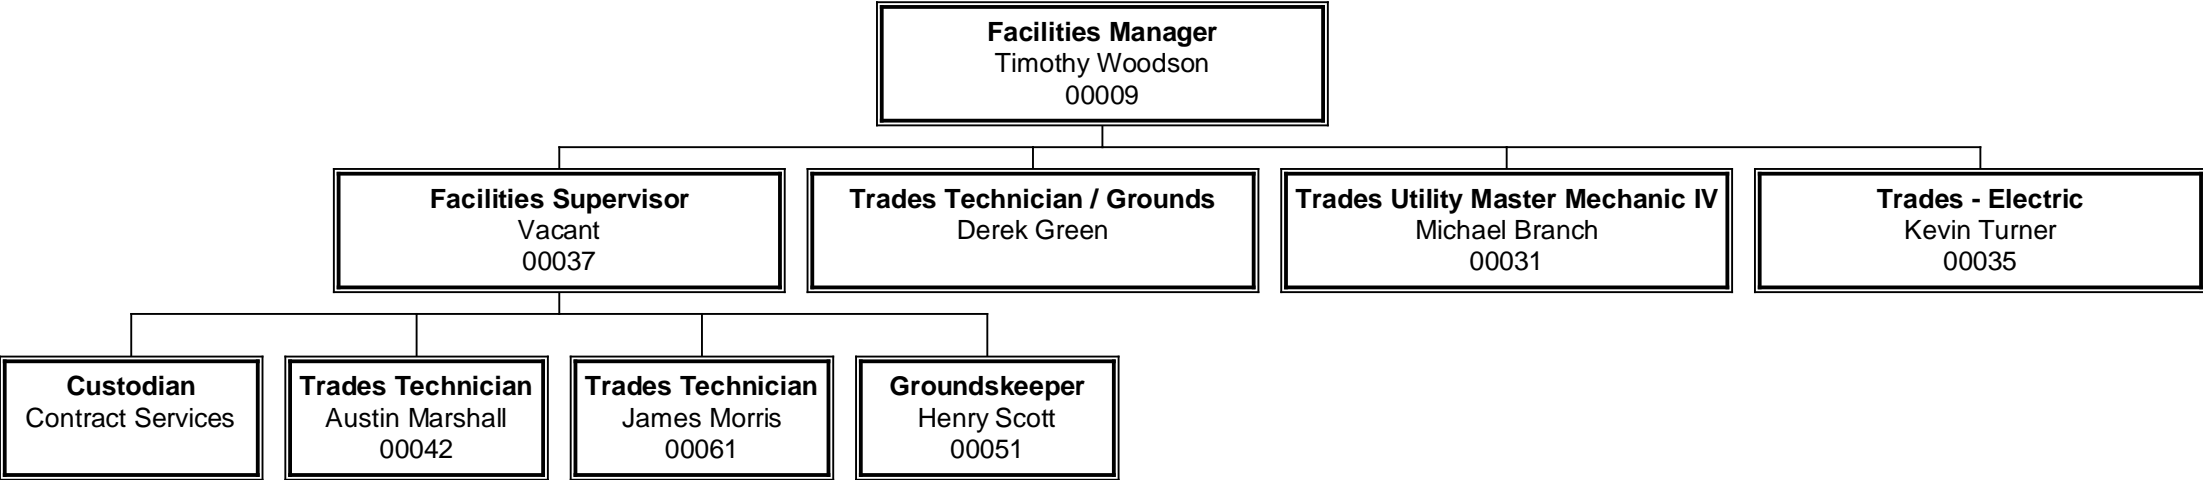 Facilities Manager
Timothy Woodson
00009
Facilities Supervisor
Vacant
00037
Trades Technician / Grounds
Derek Green
Trades Utility Master Mechanic IV
Michael Branch
00031
Trades - Electric
Kevin Turner
00035
Custodian
Contract Services
Trades Technician
Austin Marshall
00042
Trades Technician
James Morris
00061
Groundskeeper
Henry Scott
00051